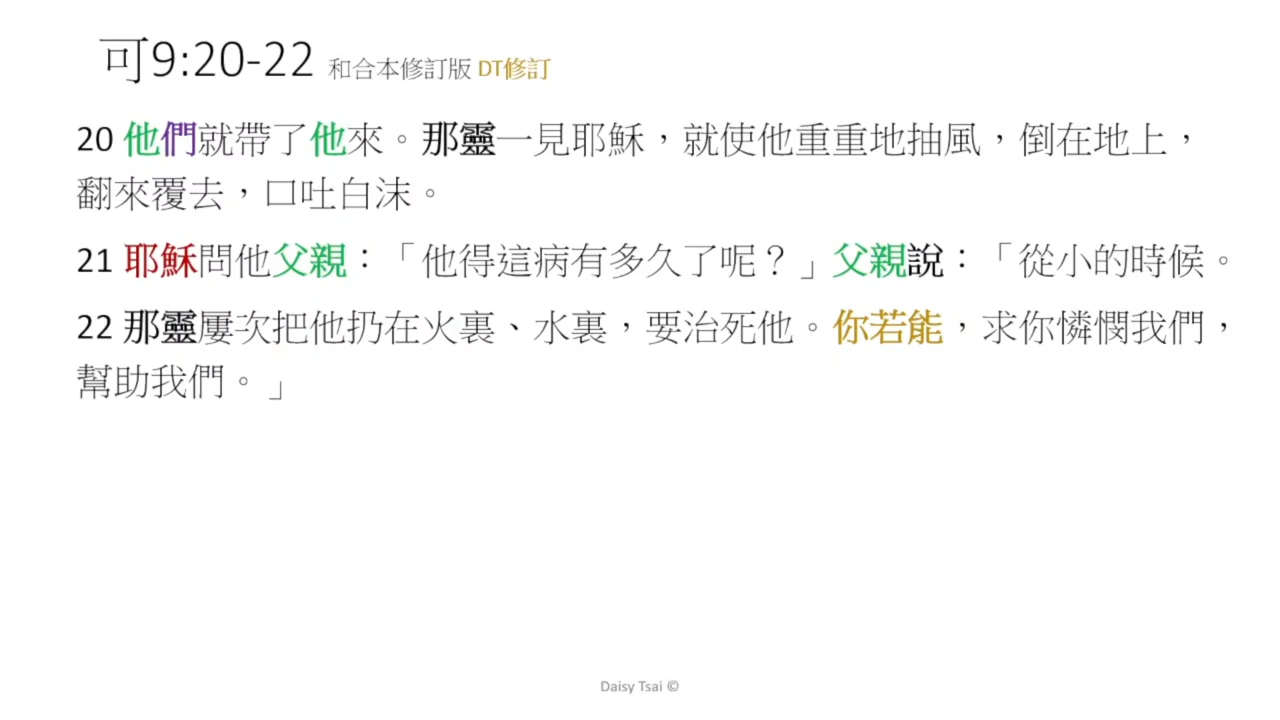 可9:20-22 和合本修訂版 DT修訂
20 他們就帶了他來。那靈一見耶穌，就使他重重地抽風，倒在地上，
翻來覆去，口吐白沫。
21 耶穌問他父親：「他得這病有多久了呢？」父親說：「從小的時候。
22 那靈屢次把他扔在火裏、水裏，要治死他。你若能，求你憐憫我們，
幫助我們。」
Daisy Tsai ©